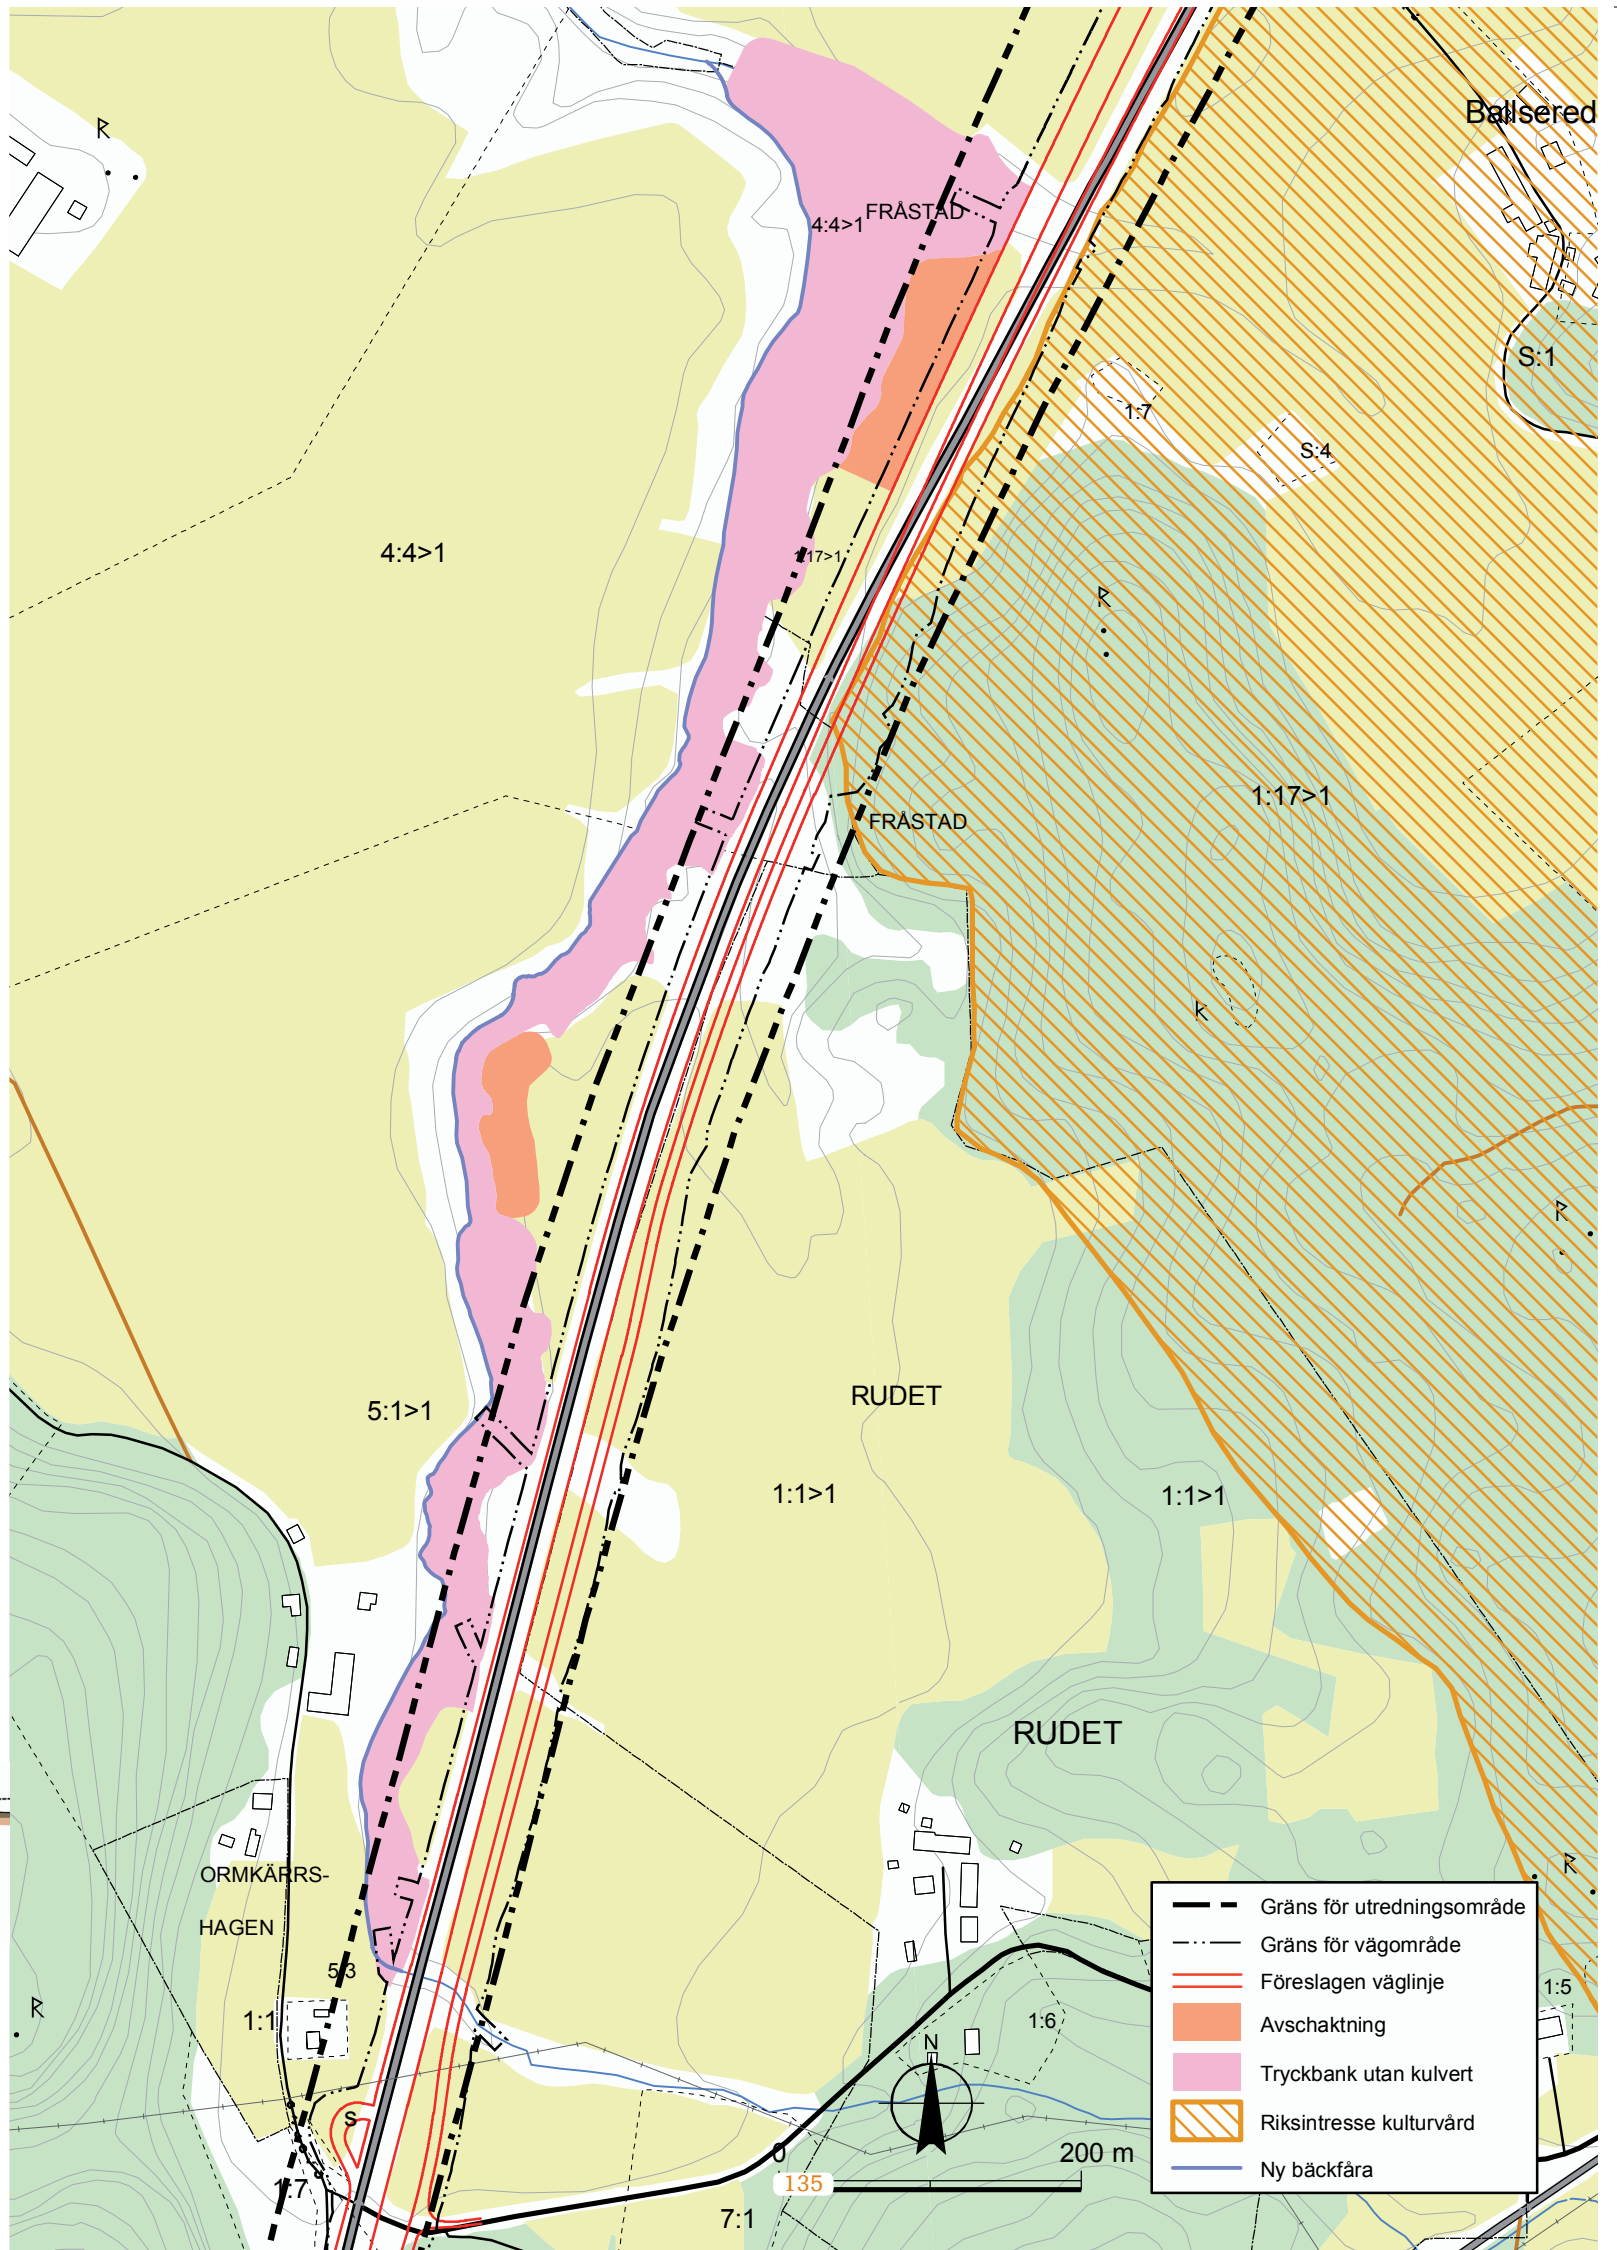 R
Ballsered
4:4>1
FRÅSTAD
S:1
1:7
S:4
4:4>1
1:17>1
R
1:17>1
FRÅSTAD
K
R
RUDET
5:1>1
1:1>1
1:1>1
RUDET
R
ORMKÄRRS-
HAGEN
5:3
R
1:1
1:6
1:5
S
1:7
7:1
N
0
200 m
135
Gräns för utredningsområde
Gräns för vägområde
Föreslagen väglinje
Avschaktning
Tryckbank utan kulvert
Riksintresse kulturvård
Ny bäckfåra